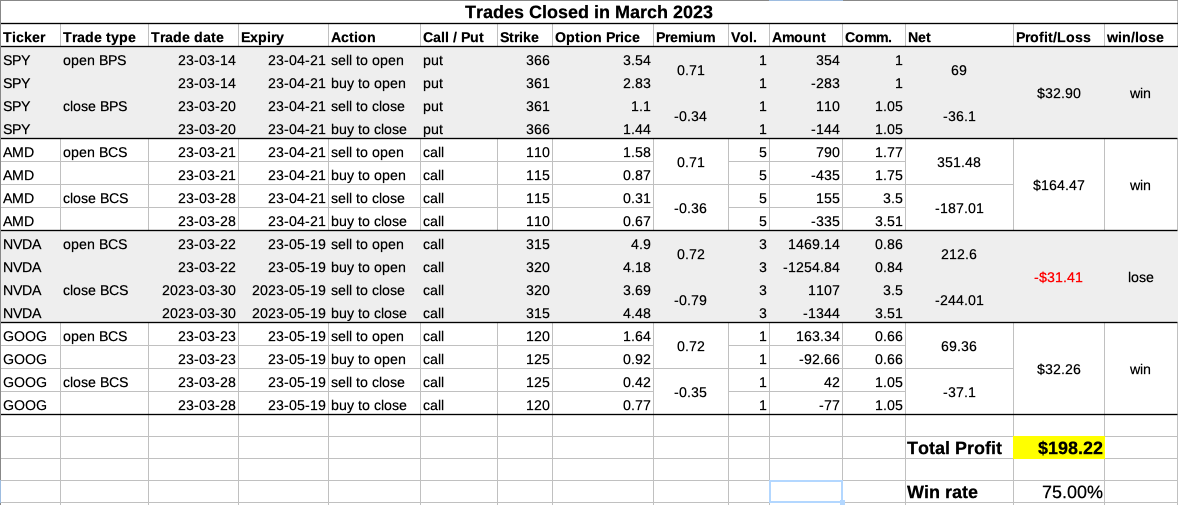 Trades Closed in March 2023
Ticker Trade type Trade date Expiry Action Call / Put Strike Option Price Premium Vol. Amount Comm. Net Profit/Loss win/lose
SPY open BPS 23-03-14 23-04-21 sell to open put 366 3.54 0.71 1 354 1 69 $32.90 win
SPY 23-03-14 23-04-21 buy to open put 361 2.83 1 -283 1
SPY close BPS 23-03-20 23-04-21 sell to close put 361 1.1 -0.34 1 110 1.05 -36.1
SPY 23-03-20 23-04-21 buy to close put 366 1.44 1 -144 1.05
AMD open BCS 23-03-21 23-04-21 sell to open call 110 1.58 0.71 5 790 1.77 351.48 $164.47 win
AMD 23-03-21 23-04-21 buy to open call 115 0.87 5 -435 1.75
AMD close BCS 23-03-28 23-04-21 sell to close call 115 0.31 -0.36 5 155 3.5 -187.01
AMD 23-03-28 23-04-21 buy to close call 110 0.67 5 -335 3.51
NVDA open BCS 23-03-22 23-05-19 sell to open call 315 4.9 0.72 3 1469.14 0.86 212.6 -$31.41 lose
NVDA 23-03-22 23-05-19 buy to open call 320 4.18 3 -1254.84 0.84
NVDA close BCS 2023-03-30 2023-05-19 sell to close call 320 3.69 -0.79 3 1107 3.5 -244.01
NVDA 2023-03-30 2023-05-19 buy to close call 315 4.48 3 -1344 3.51
GOOG open BCS 23-03-23 23-05-19 sell to open call 120 1.64 0.72 1 163.34 0.66 69.36 $32.26 win
GOOG 23-03-23 23-05-19 buy to open call 125 0.92 1 -92.66 0.66
GOOG close BCS 23-03-28 23-05-19 sell to close call 125 0.42 -0.35 1 42 1.05 -37.1
GOOG 23-03-28 23-05-19 buy to close call 120 0.77 1 -77 1.05
Total Profit $198.22
Win rate 75.00%